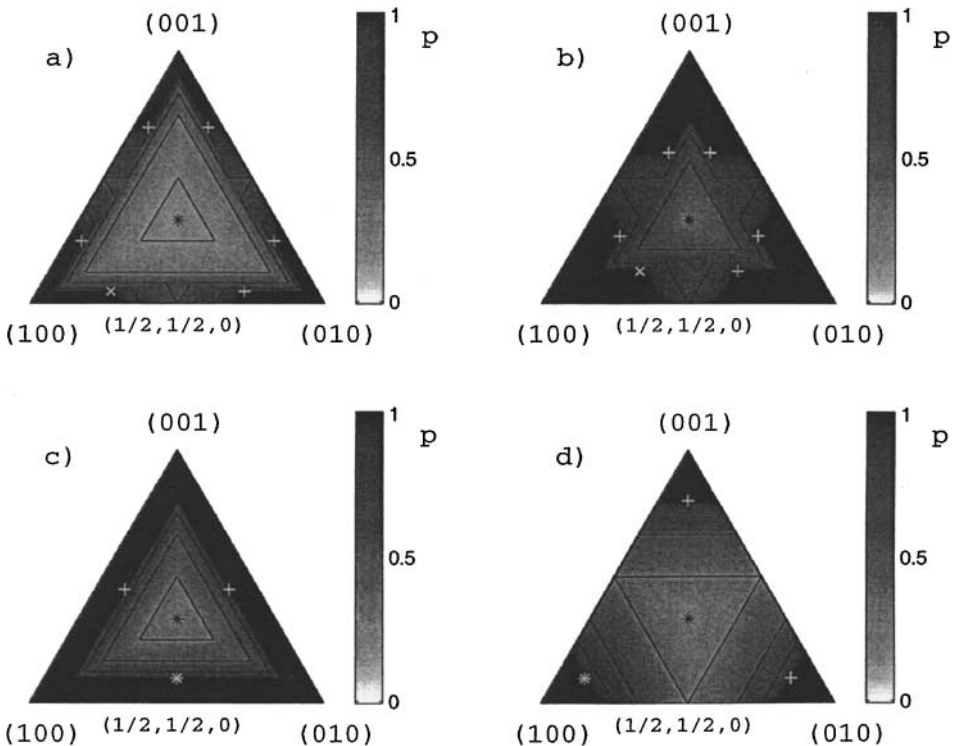 (001) 1 (001) 1
a) p b) p
0.5 0.5
0 0
(100) (1/2,1/2,0) (010) (100) (1/2,1/2,0) (010)
(001) 1 (001) 1
c) p d) p
0.5 0.5
0 0
(100) (1/2,1/2,0) (010) (100) (1/2,1/2,0) (010)